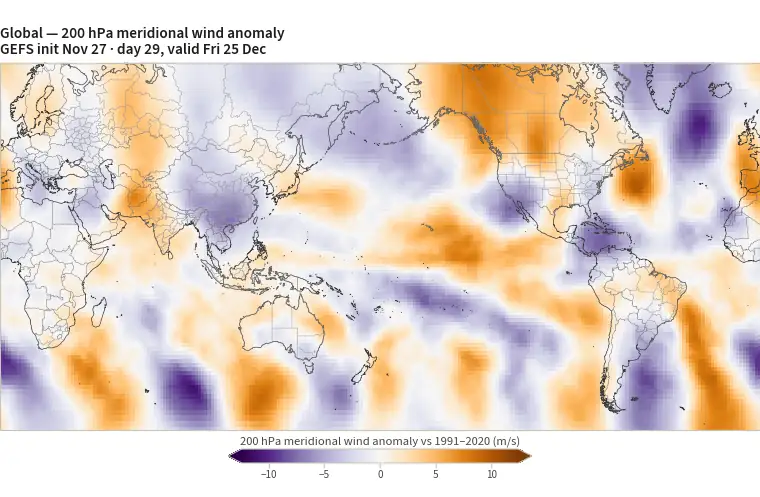 Global — 200 hPa meridional wind anomaly
GEFS init Nov 27 · day 29, valid Fri 25 Dec
200 hPa meridional wind anomaly vs 1991–2020 (m/s)
−10 −5 0 5 10